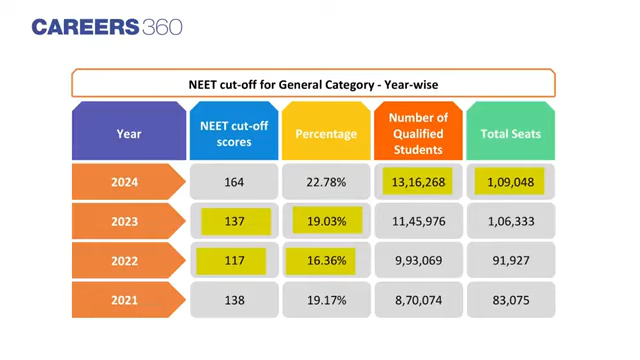 CAREERS360
NEET cut-off for General Category - Year-wise
Year
NEET cut-off
scores
Percentage
Number of
Qualified
Students
Total Seats
2024
164
22.78%
13,16,268
1,09,048
2023
137
19.03%
11,45,976
1,06,333
2022
117
16.36%
9,93,069
91,927
2021
138
19.17%
8,70,074
83,075